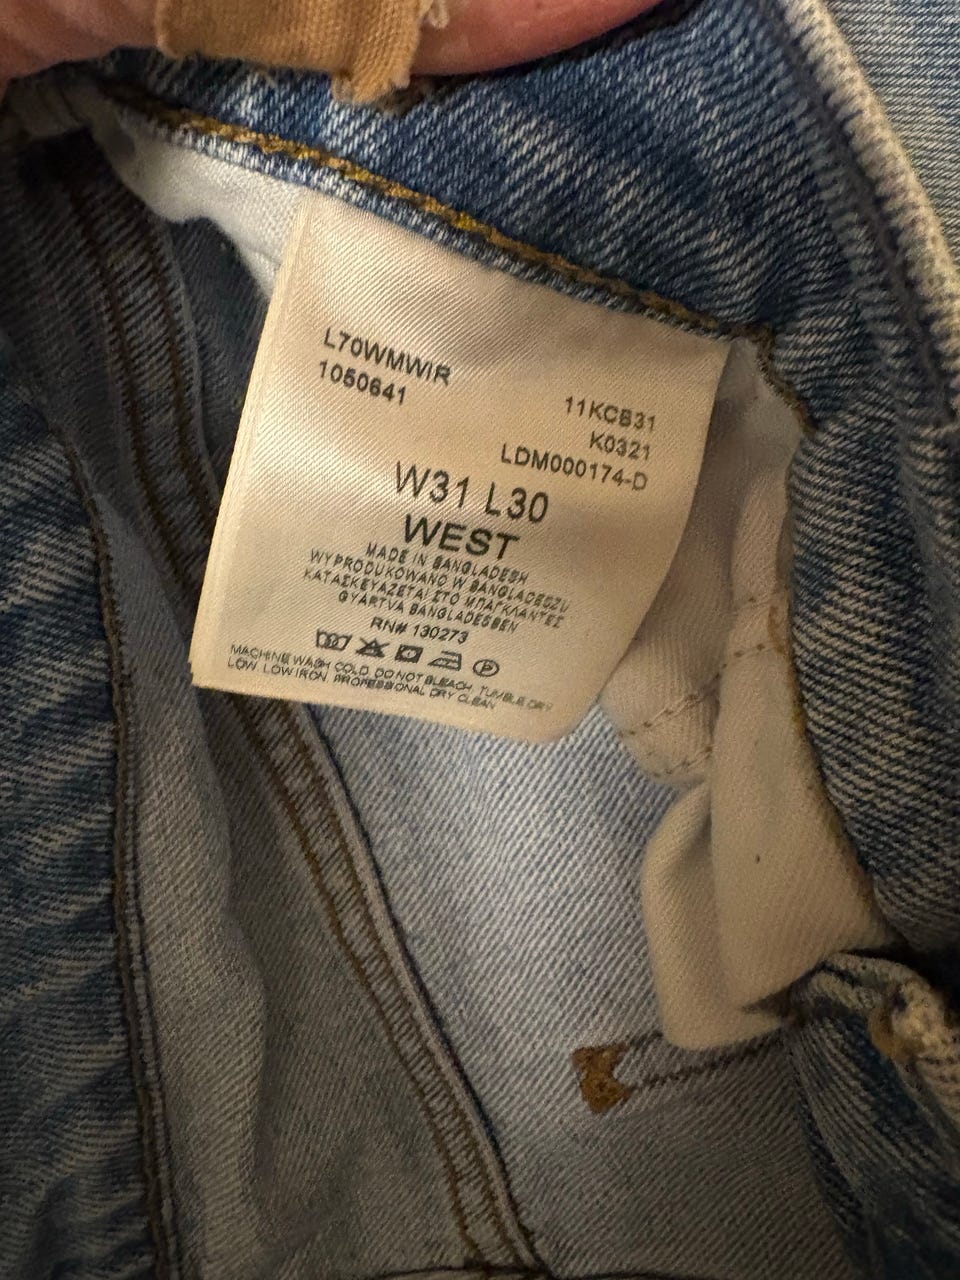 L70WMWIR
1050641
11KCB31
K0321
LDM000174-D
W31 L30
WEST
MADE IN BANGLADESH
WYPRODUKOWANO W BANGLADESZU
ΚΑΤΑΣΚΕΥΑΖΕΤΑΙ ΣΤΟ ΜΠΑΓΚΛΑΝΤΕΣ
GYÁRTVA BANGLADESBEN
RN# 130273
MACHINE WASH COLD, DO NOT BLEACH, TUMBLE DRY
LOW, LOW IRON, PROFESSIONAL DRY CLEAN